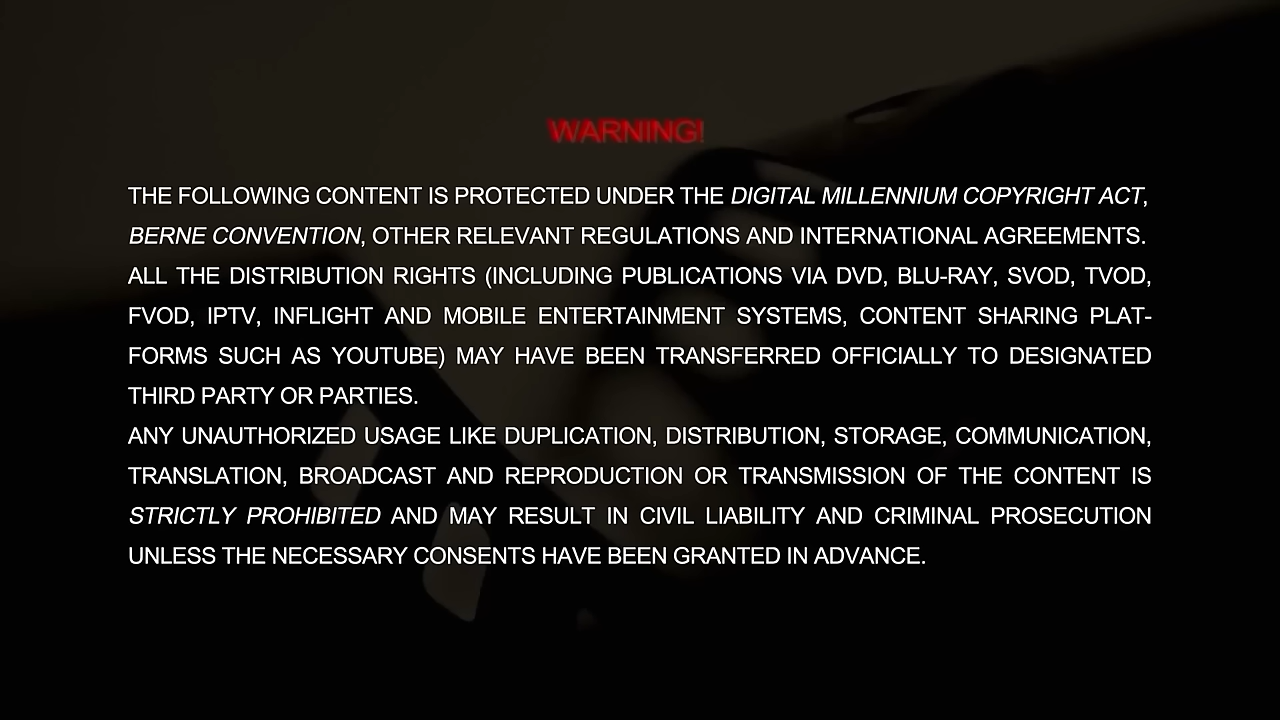 WARNING!
THE FOLLOWING CONTENT IS PROTECTED UNDER THE DIGITAL MILLENNIUM COPYRIGHT ACT,
BERNE CONVENTION, OTHER RELEVANT REGULATIONS AND INTERNATIONAL AGREEMENTS.
ALL THE DISTRIBUTION RIGHTS (INCLUDING PUBLICATIONS VIA DVD, BLU-RAY, SVOD, TVOD,
FVOD, IPTV, INFLIGHT AND MOBILE ENTERTAINMENT SYSTEMS, CONTENT SHARING PLAT-
FORMS SUCH AS YOUTUBE) MAY HAVE BEEN TRANSFERRED OFFICIALLY TO DESIGNATED
THIRD PARTY OR PARTIES.
ANY UNAUTHORIZED USAGE LIKE DUPLICATION, DISTRIBUTION, STORAGE, COMMUNICATION,
TRANSLATION, BROADCAST AND REPRODUCTION OR TRANSMISSION OF THE CONTENT IS
STRICTLY PROHIBITED AND MAY RESULT IN CIVIL LIABILITY AND CRIMINAL PROSECUTION
UNLESS THE NECESSARY CONSENTS HAVE BEEN GRANTED IN ADVANCE.